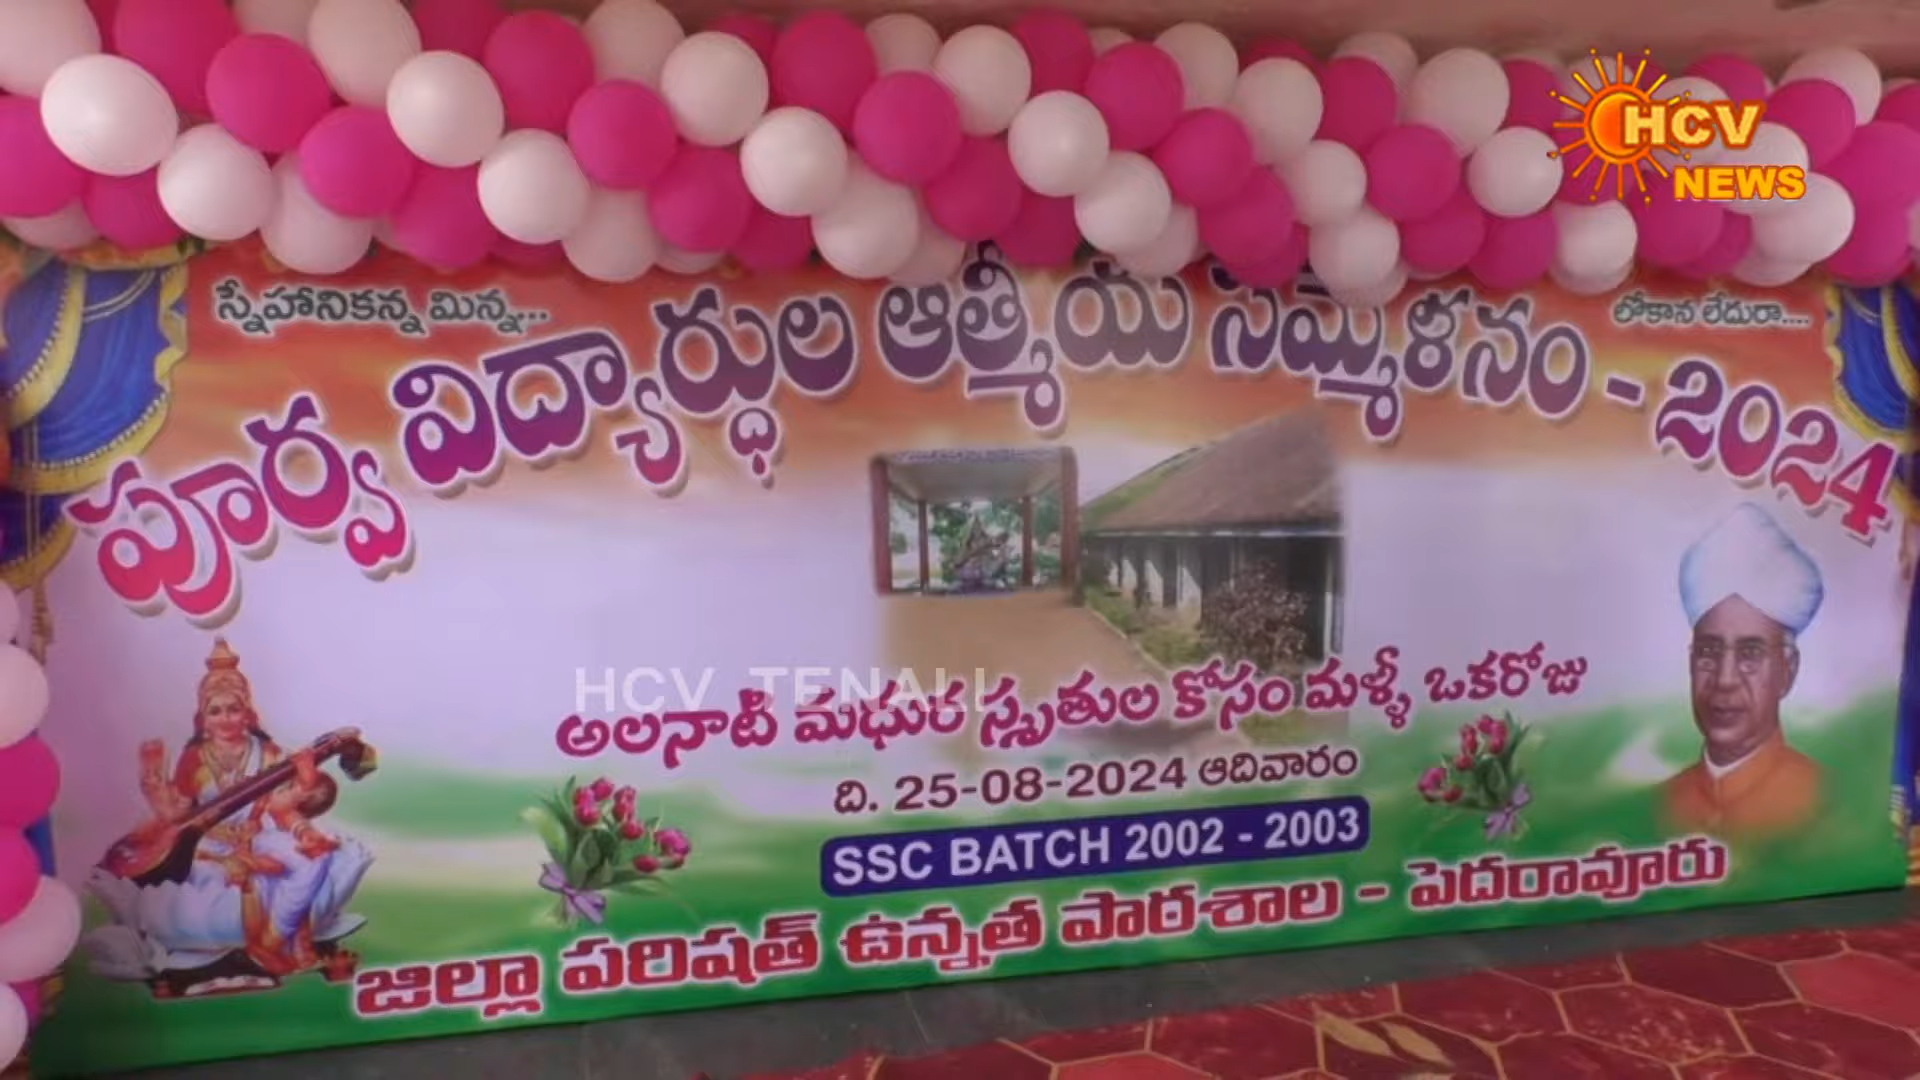 HCV
NEWS
స్నేహానికన్న మిన్న...
లోకాన లేదురా....
పూర్వ విద్యార్థుల ఆత్మీయ సమ్మేళనం - 2024
HCV TENALI
అలనాటి మధుర స్మృతుల కోసం మళ్ళీ ఒకరోజు
ది. 25-08-2024 ఆదివారం
SSC BATCH 2002 - 2003
జిల్లా పరిషత్ ఉన్నత పాఠశాల - పెదరావూరు